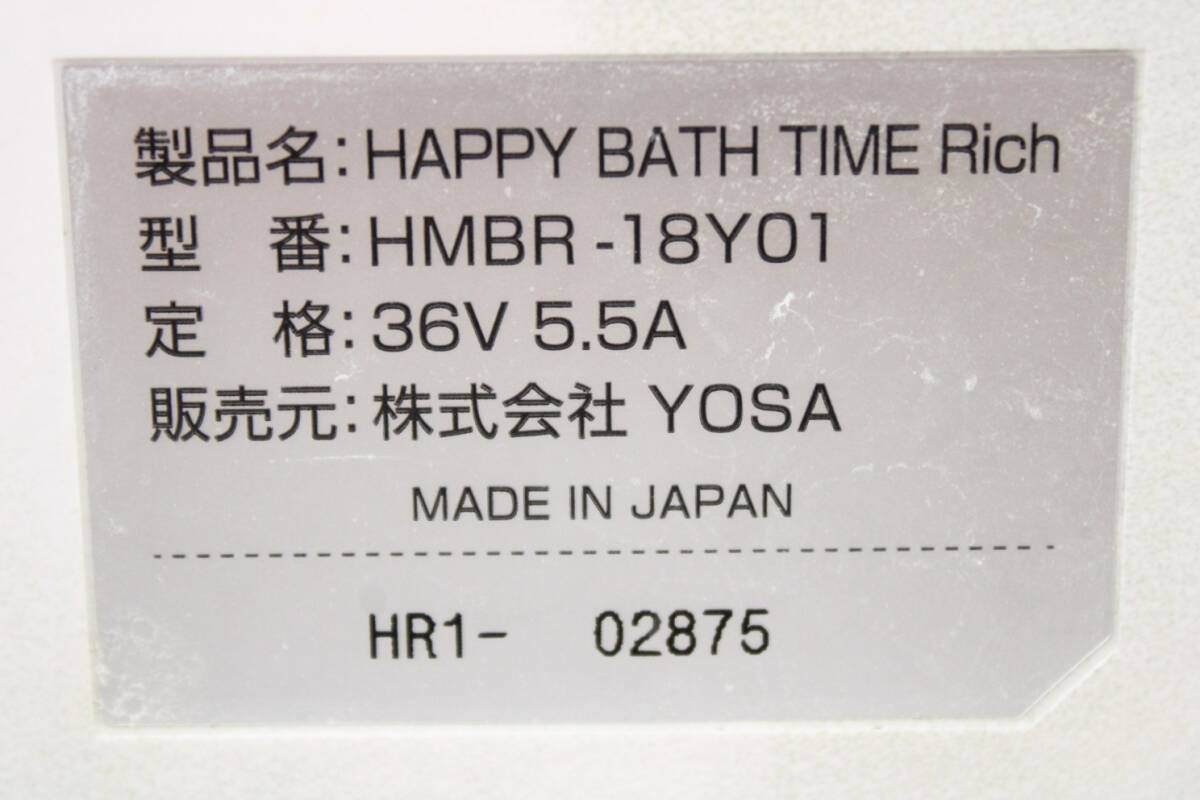 製品名:HAPPY BATH TIME Rich
型　番:HMBR -18Y01
定　格:36V 5.5A
販売元:株式会社 YOSA
MADE IN JAPAN
HR1- 02875